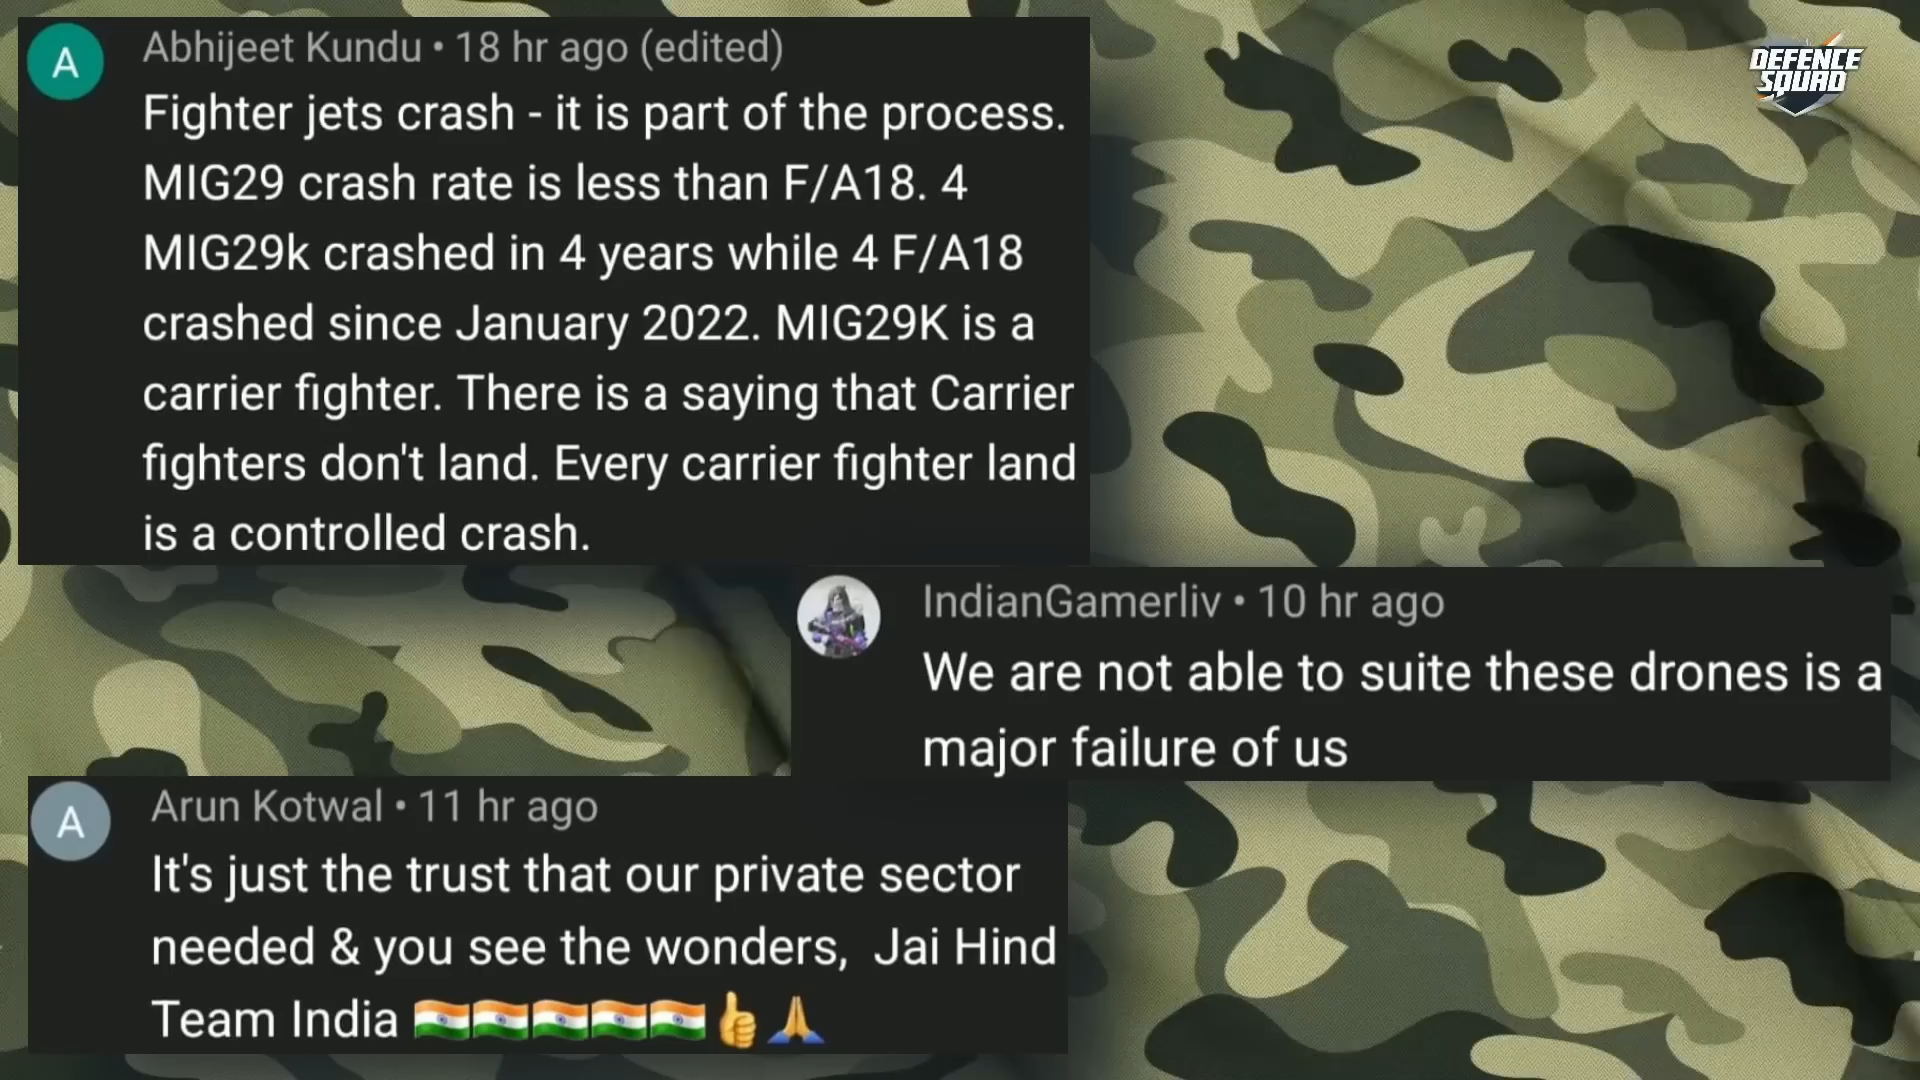 A
Abhijeet Kundu • 18 hr ago (edited)
Fighter jets crash - it is part of the process.
MIG29 crash rate is less than F/A18. 4
MIG29k crashed in 4 years while 4 F/A18
crashed since January 2022. MIG29K is a
carrier fighter. There is a saying that Carrier
fighters don't land. Every carrier fighter land
is a controlled crash.
DEFENCE
SQUAD
IndianGamerliv • 10 hr ago
We are not able to suite these drones is a
major failure of us
A
Arun Kotwal • 11 hr ago
It's just the trust that our private sector
needed & you see the wonders, Jai Hind
Team India 🇮🇳🇮🇳🇮🇳🇮🇳🇮🇳👍🙏